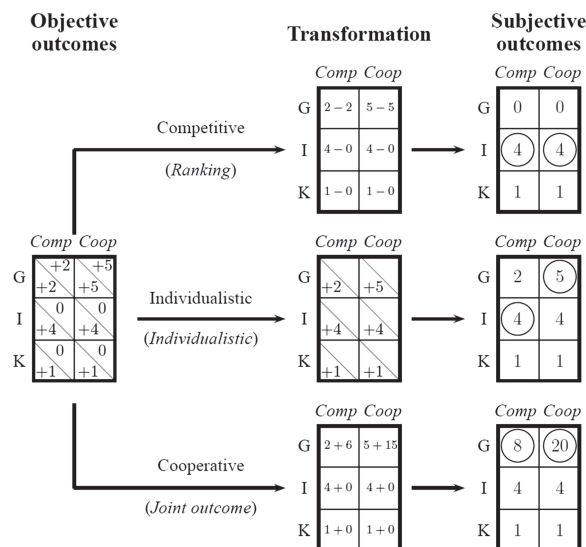 Objective outcomes
Transformation
Subjective outcomes
Comp Coop
G 2 − 2 5 − 5
I 4 − 0 4 − 0
K 1 − 0 1 − 0
Competitive
(Ranking)
Comp Coop
G 0 0
I 4 4
K 1 1
Comp Coop
G +2 +2 +5 +5
I 0 +4 0 +4
K 0 +1 0 +1
Individualistic
(Individualistic)
Comp Coop
G +2 +5
I +4 +4
K +1 +1
Comp Coop
G 2 5
I 4 4
K 1 1
Cooperative
(Joint outcome)
Comp Coop
G 2 + 6 5 + 15
I 4 + 0 4 + 0
K 1 + 0 1 + 0
Comp Coop
G 8 20
I 4 4
K 1 1